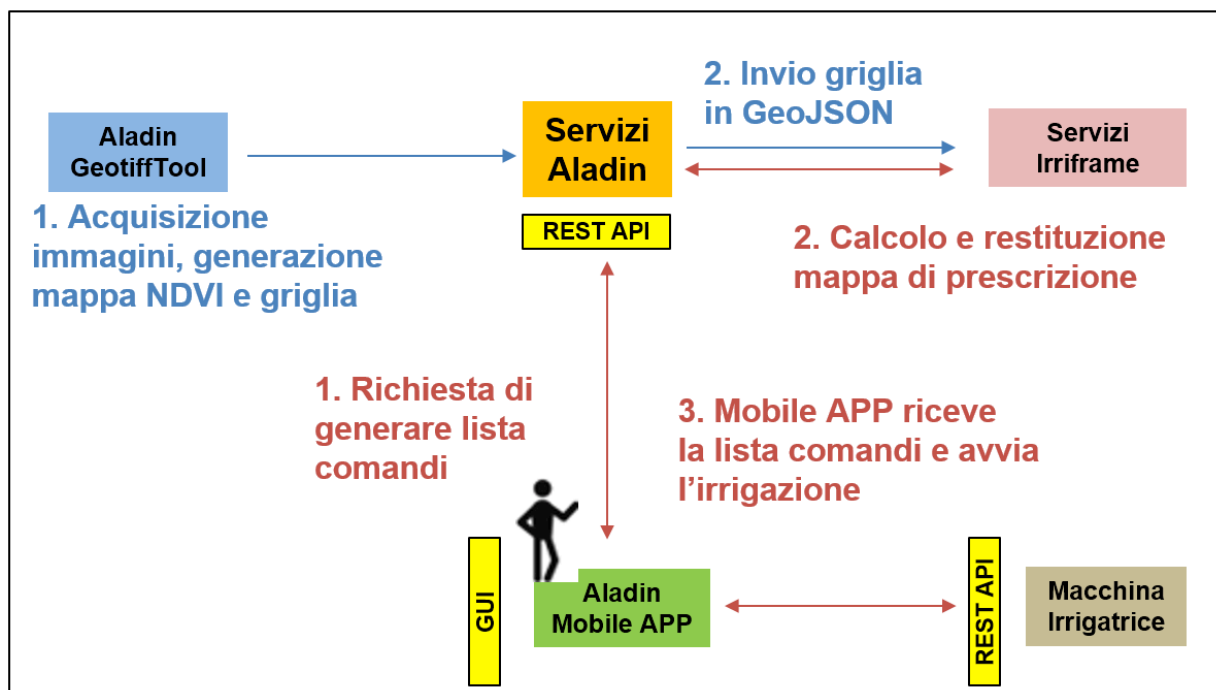 2. Invio griglia
in GeoJSON
Aladin
GeotiffTool
Servizi
Aladin
Servizi
Irriframe
REST API
1. Acquisizione
immagini, generazione
mappa NDVI e griglia
2. Calcolo e restituzione
mappa di prescrizione
1. Richiesta di
generare lista
comandi
3. Mobile APP riceve
la lista comandi e avvia
l’irrigazione
GUI
Aladin
Mobile APP
REST API
Macchina
Irrigatrice